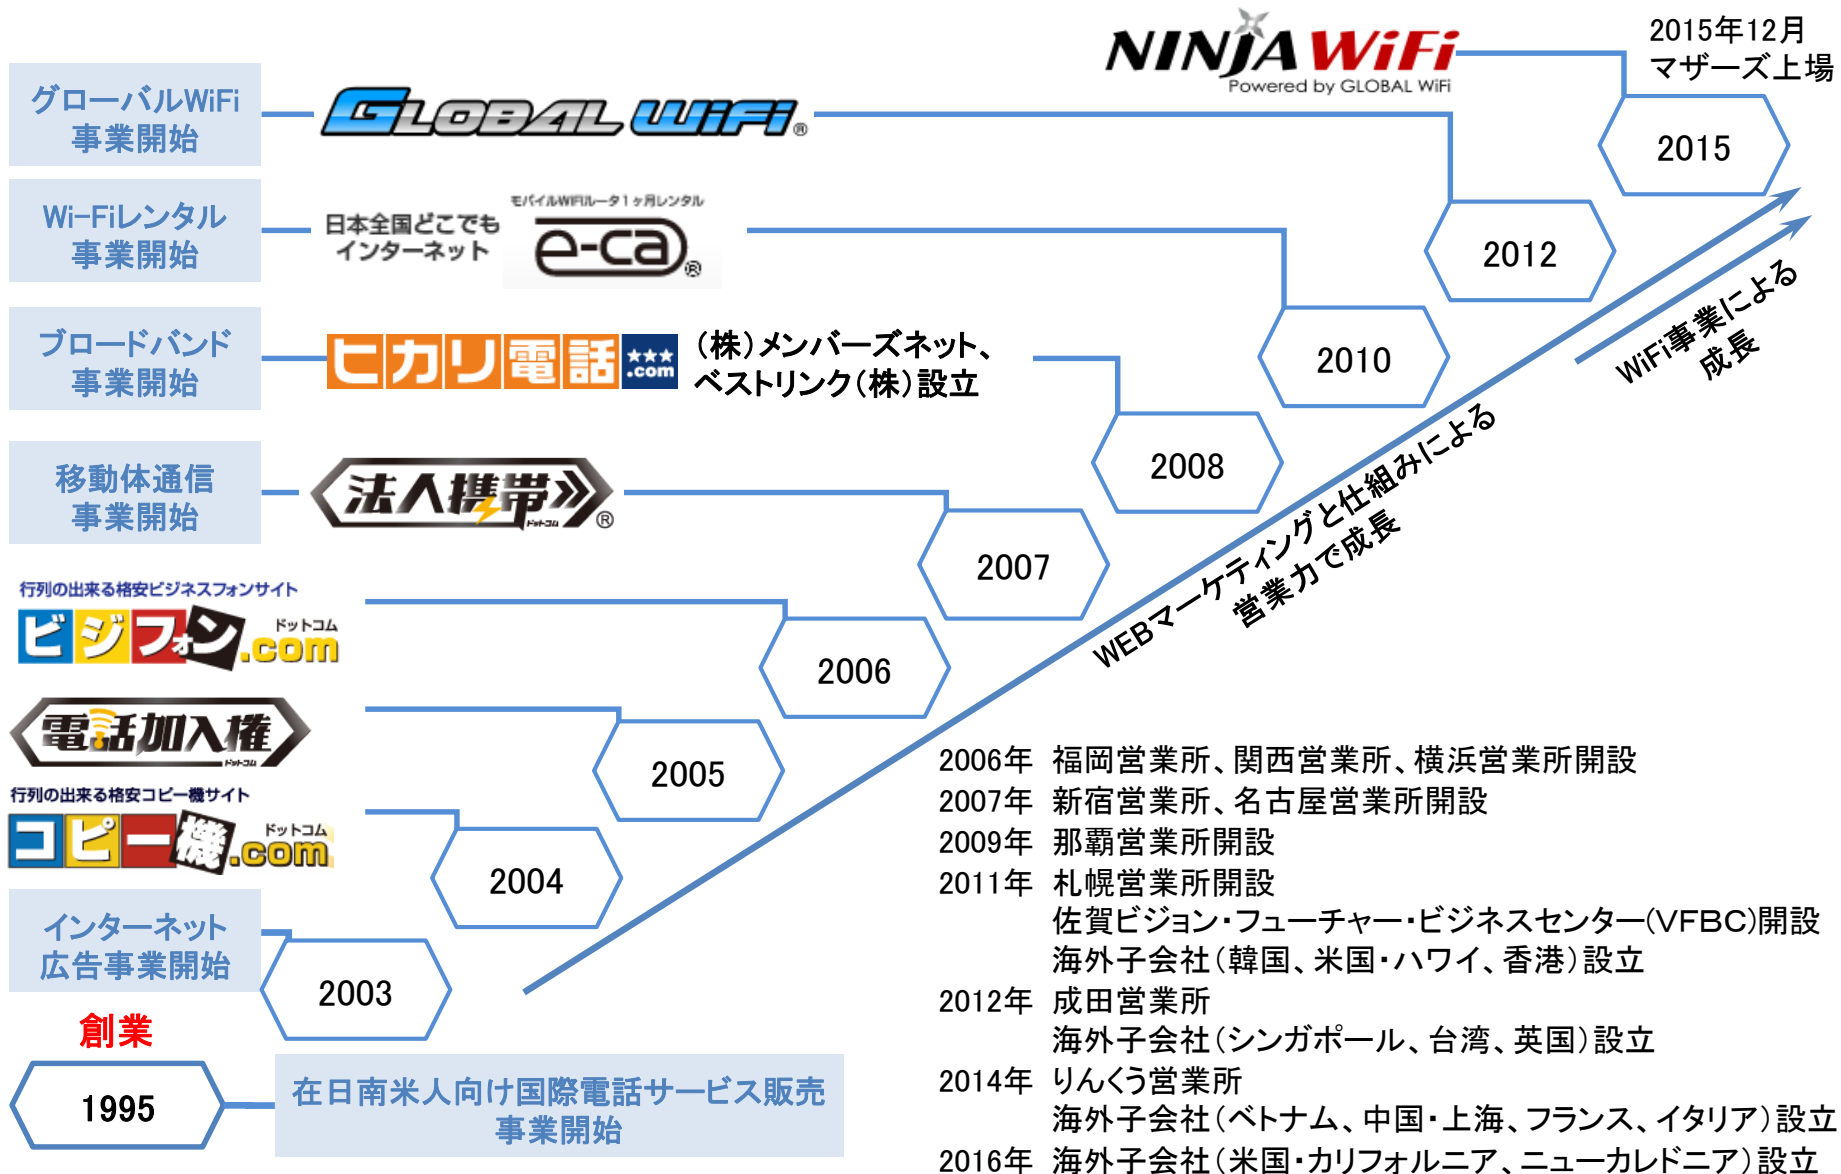 NINJA WiFi
Powered by GLOBAL WiFi
2015年12月
マザーズ上場
2015
グローバルWiFi
事業開始
GLOBAL WiFi®
2012
Wi-Fiレンタル
事業開始
日本全国どこでも
インターネット
モバイルWIFIルータ1ヶ月レンタル
e-ca®
2010
ブロードバンド
事業開始
ヒカリ電話.com
(株)メンバーズネット、
ベストリンク(株)設立
2008
移動体通信
事業開始
法人携帯
ドットコム
®
2007
行列の出来る格安ビジネスフォンサイト
ビジフォン.com
ドットコム
2006
電話加入権
ドットコム
2005
行列の出来る格安コピー機サイト
コピー機.com
ドットコム
2004
インターネット
広告事業開始
2003
創業
1995
在日南米人向け国際電話サービス販売
事業開始
WEBマーケティングと仕組みによる
営業力で成長
WiFi事業による
成長
2006年 福岡営業所、関西営業所、横浜営業所開設
2007年 新宿営業所、名古屋営業所開設
2009年 那覇営業所開設
2011年 札幌営業所開設
佐賀ビジョン・フューチャー・ビジネスセンター(VFBC)開設
海外子会社(韓国、米国・ハワイ、香港)設立
2012年 成田営業所
海外子会社(シンガポール、台湾、英国)設立
2014年 りんくう営業所
海外子会社(ベトナム、中国・上海、フランス、イタリア)設立
2016年 海外子会社(米国・カリフォルニア、ニューカレドニア)設立